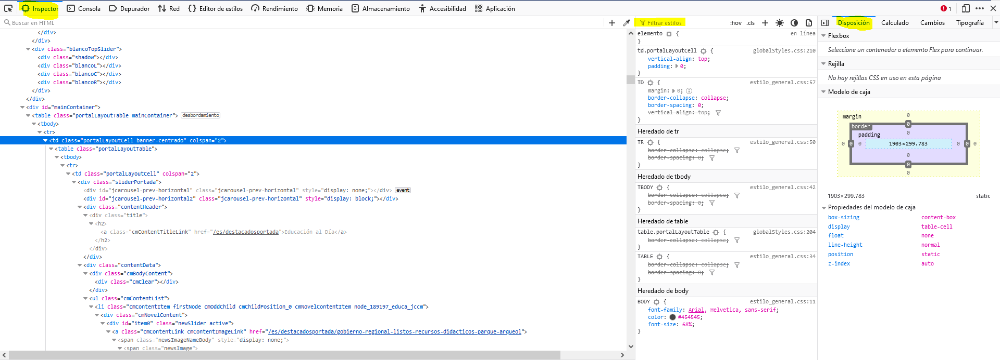 Inspector Consola Depurador Red Editor de estilos Rendimiento Memoria Almacenamiento Accesibilidad Aplicación 1
Buscar en HTML
</div>
</div>
<div class="blancoTopSlider">
<div class="shadow"></div>
<div class="blancoL"></div>
<div class="blancoC"></div>
<div class="blancoR"></div>
</div>
</div>
<div id="mainContainer">
<table class="portalLayoutTable mainContainer"> desbordamiento
<tbody>
<tr>
<td class="portalLayoutCell banner-centrado" colspan="2">
<table class="portalLayoutTable">
<tbody>
<tr>
<td class="portalLayoutCell" colspan="2">
<div class="sliderPortada">
<div id="jcarousel-prev-horizontal" class="jcarousel-prev-horizontal" style="display: none;"></div> event
<div id="jcarousel-prev-horizontal2" class="jcarousel-prev-horizontal" style="display: block;"></div>
<div class="contentHeader">
<div class="title">
<h2>
<a class="cmContentTitleLink" href="/es/destacadosportada">Educación al Día</a>
</h2>
</div>
</div>
<div class="contentData">
<div class="cmBodyContent">
<div class="cmClear"></div>
</div>
<ul class="cmContentList">
<li class="cmContentItem firstNode cmOddChild cmChildPosition_0 cmNovelContentItem node_189197_educa_jccm">
<div class="cmNovelContent">
<div id="item0" class="newSlider active">
<a class="cmContentLink cmContentImageLink" href="/es/destacadosportada/gobierno-regional-listos-recursos-didacticos-parque-arqueol">
<span class="newsImageNameBody" style="display: none;">
<span class="newsImage">
Filtrar estilos :hov .cls
elemento { en línea
}
td.portalLayoutCell { globalStyles.css:210
vertical-align: top;
padding: 0;
}
TD { estilo_general.css:57
margin: 0;
border-collapse: collapse;
border-spacing: 0;
vertical-align: top;
}
Heredado de tr
TR { estilo_general.css:50
border-collapse: collapse;
border-spacing: 0;
}
Heredado de tbody
TBODY { estilo_general.css:42
border-collapse: collapse;
border-spacing: 0;
}
Heredado de table
table.portalLayoutTable { globalStyles.css:204
border-collapse: collapse;
}
TABLE { estilo_general.css:34
border-collapse: collapse;
border-spacing: 0;
}
Heredado de body
BODY { estilo_general.css:11
font-family: Arial, Helvetica, sans-serif;
color: #454545;
font-size: 68%;
}
Disposición Calculado Cambios Tipografía
Flexbox
Seleccione un contenedor o elemento Flex para continuar.
Rejilla
No hay rejillas CSS en uso en esta página
Modelo de caja
margin 0
border 0
padding 0
0 0 0 1903×299.783 0 0 0
0
0
0
1903×299.783 static
Propiedades del modelo de caja
box-sizing content-box
display table-cell
float none
line-height normal
position static
z-index auto